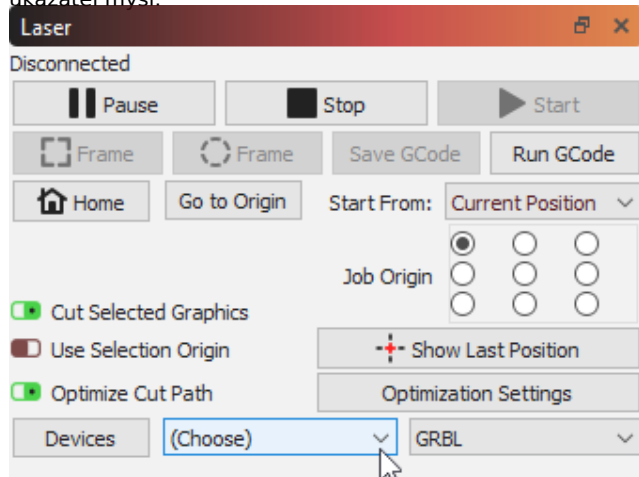 ukazatel myši.
Laser
Disconnected
Pause Stop Start
Frame Frame Save GCode Run GCode
Home Go to Origin Start From: Current Position
Job Origin
Cut Selected Graphics
Use Selection Origin Show Last Position
Optimize Cut Path Optimization Settings
Devices (Choose) GRBL